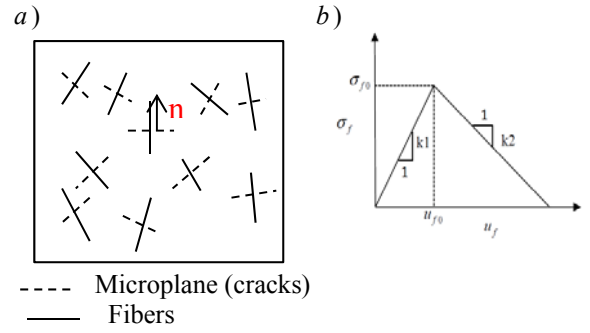 a)
n
Microplane (cracks)
Fibers
b)
σf0
σf
1
k1
1
k2
uf0
uf